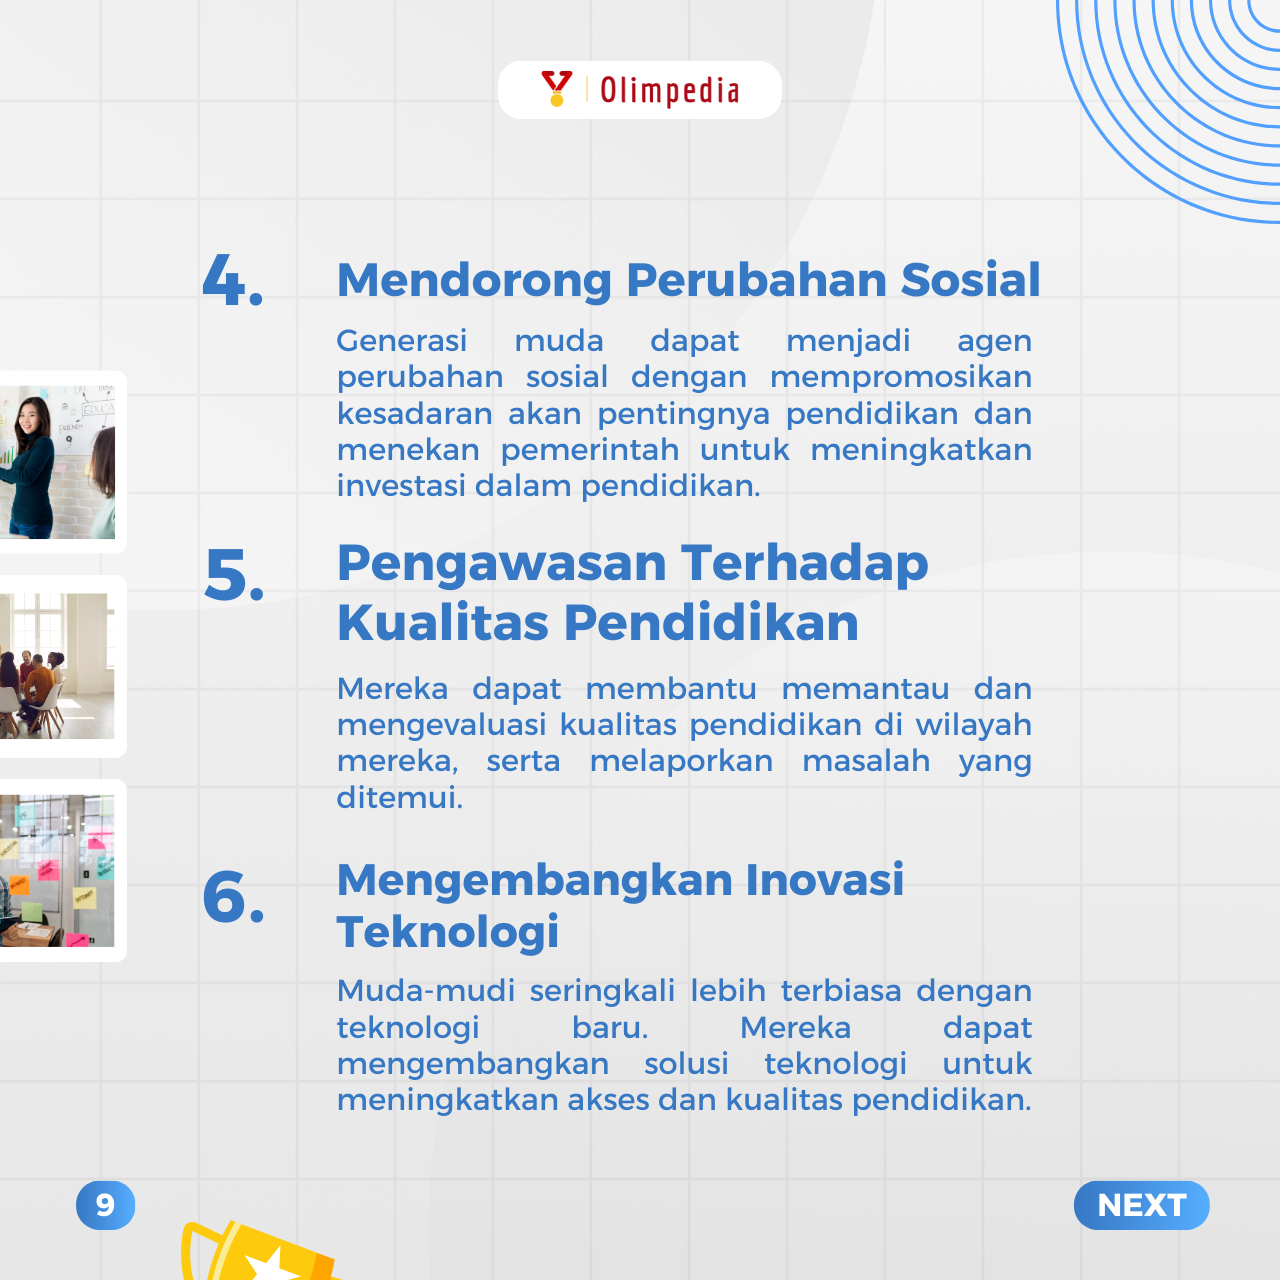 Olimpedia
4.
Mendorong Perubahan Sosial
Generasi muda dapat menjadi agen
perubahan sosial dengan mempromosikan
kesadaran akan pentingnya pendidikan dan
menekan pemerintah untuk meningkatkan
investasi dalam pendidikan.
5.
Pengawasan Terhadap
Kualitas Pendidikan
Mereka dapat membantu memantau dan
mengevaluasi kualitas pendidikan di wilayah
mereka, serta melaporkan masalah yang
ditemui.
6.
Mengembangkan Inovasi
Teknologi
Muda-mudi seringkali lebih terbiasa dengan
teknologi baru. Mereka dapat
mengembangkan solusi teknologi untuk
meningkatkan akses dan kualitas pendidikan.
9
NEXT